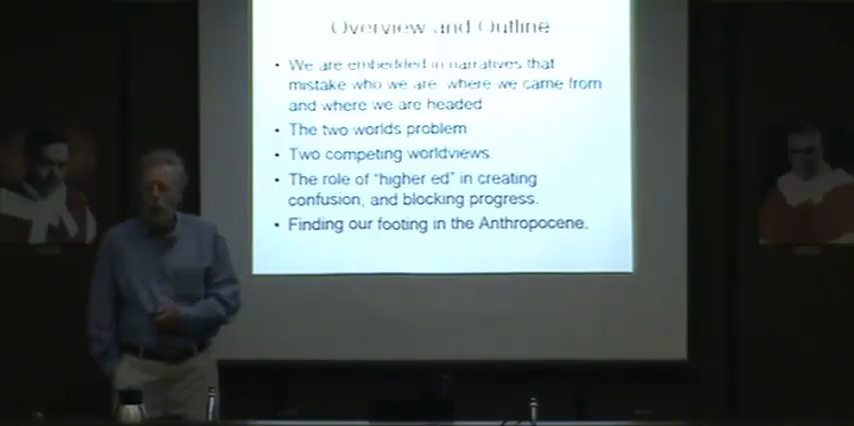 Overview and Outline
• We are embedded in narratives that
mistake who we are, where we came from
and where we are headed
• The two worlds problem
• Two competing worldviews.
• The role of "higher ed" in creating
confusion, and blocking progress.
• Finding our footing in the Anthropocene.